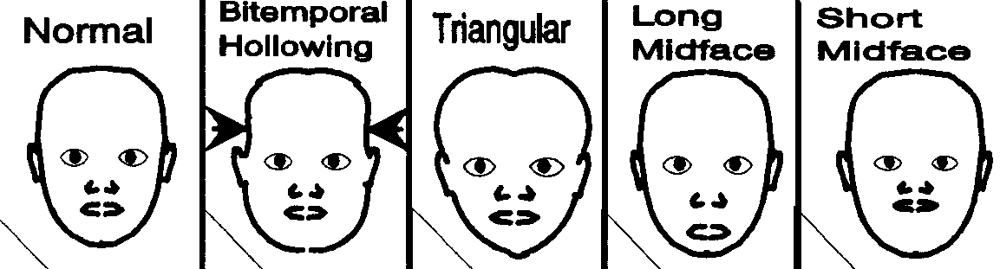 Normal
Bitemporal
Hollowing
Triangular
Long
Midface
Short
Midface